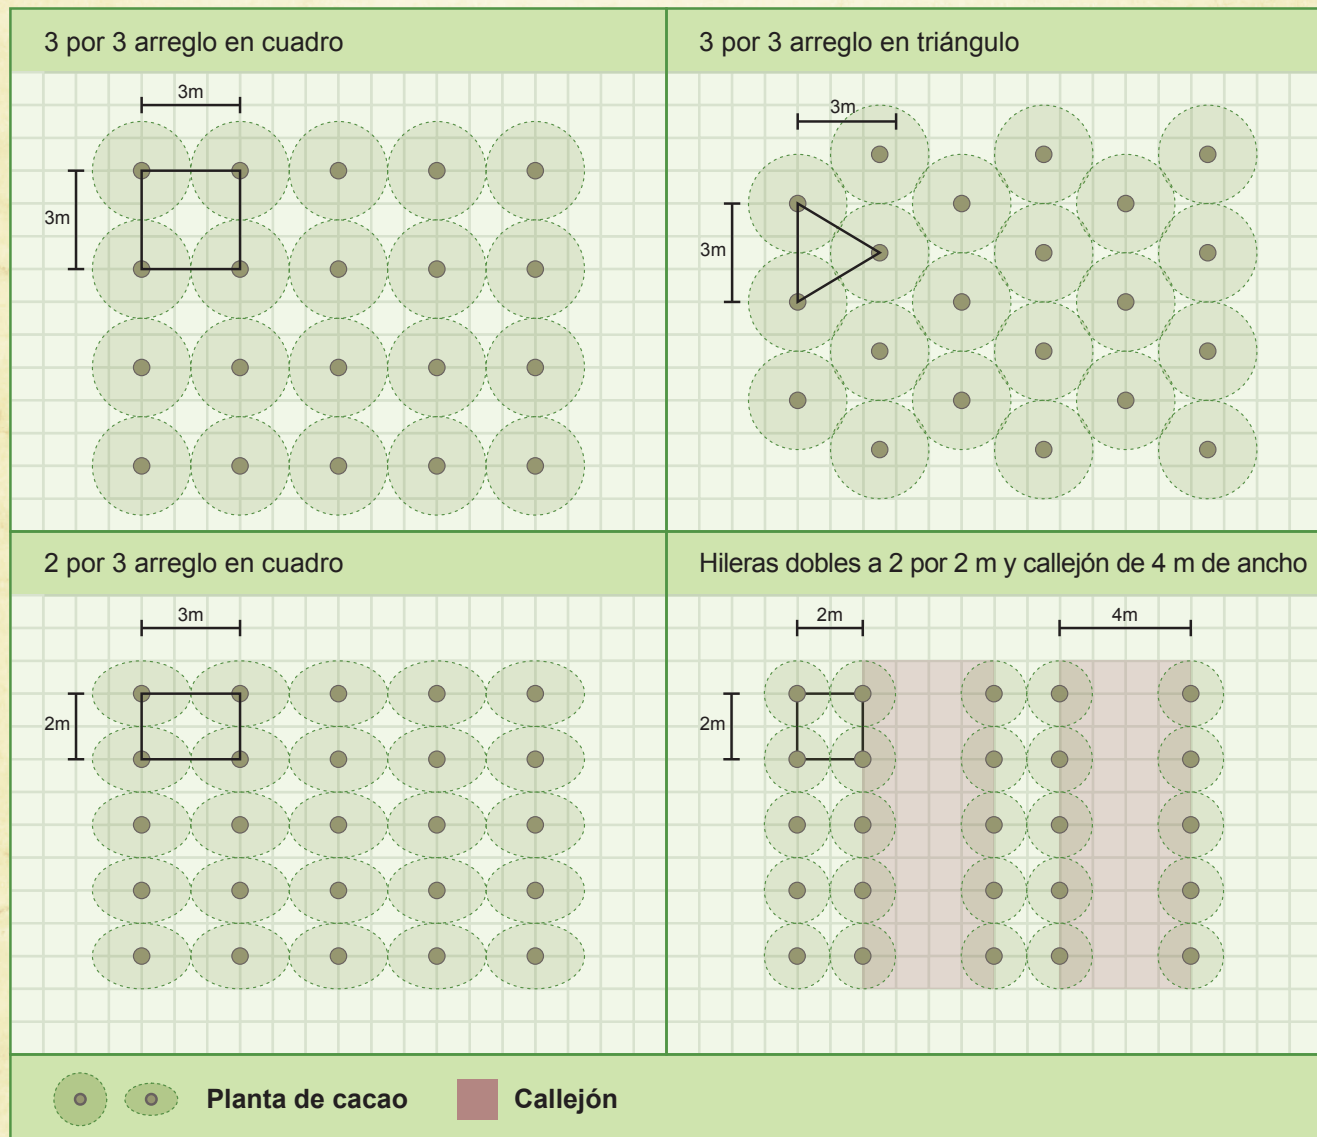 3 por 3 arreglo en cuadro
3m
3m
3 por 3 arreglo en triángulo
3m
3m
2 por 3 arreglo en cuadro
3m
2m
Hileras dobles a 2 por 2 m y callejón de 4 m de ancho
2m
4m
2m
Planta de cacao
Callejón